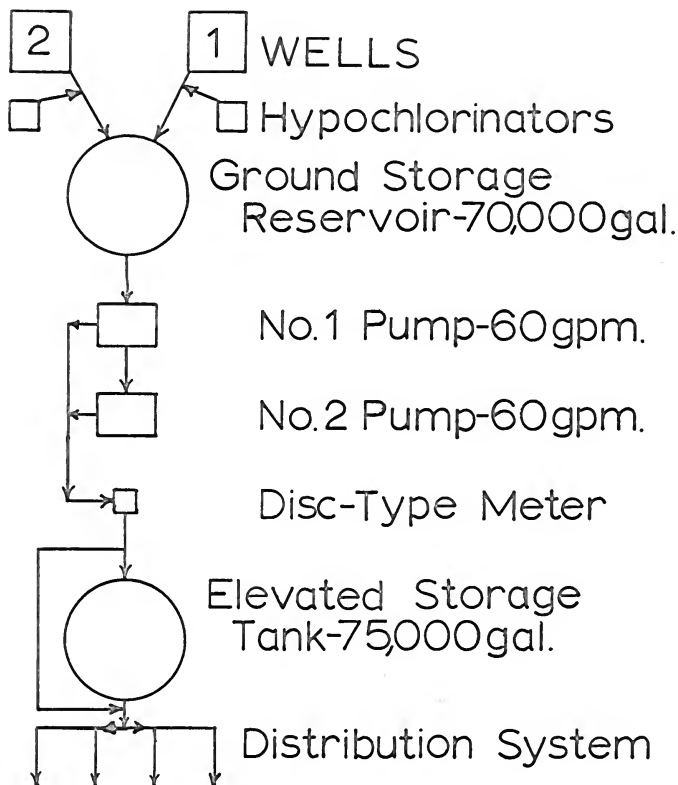 2 1 WELLS
Hypochlorinators
Ground Storage
Reservoir-70,000gal.
No.1 Pump-60gpm.
No.2 Pump-60gpm.
Disc-Type Meter
Elevated Storage
Tank-75,000gal.
Distribution System